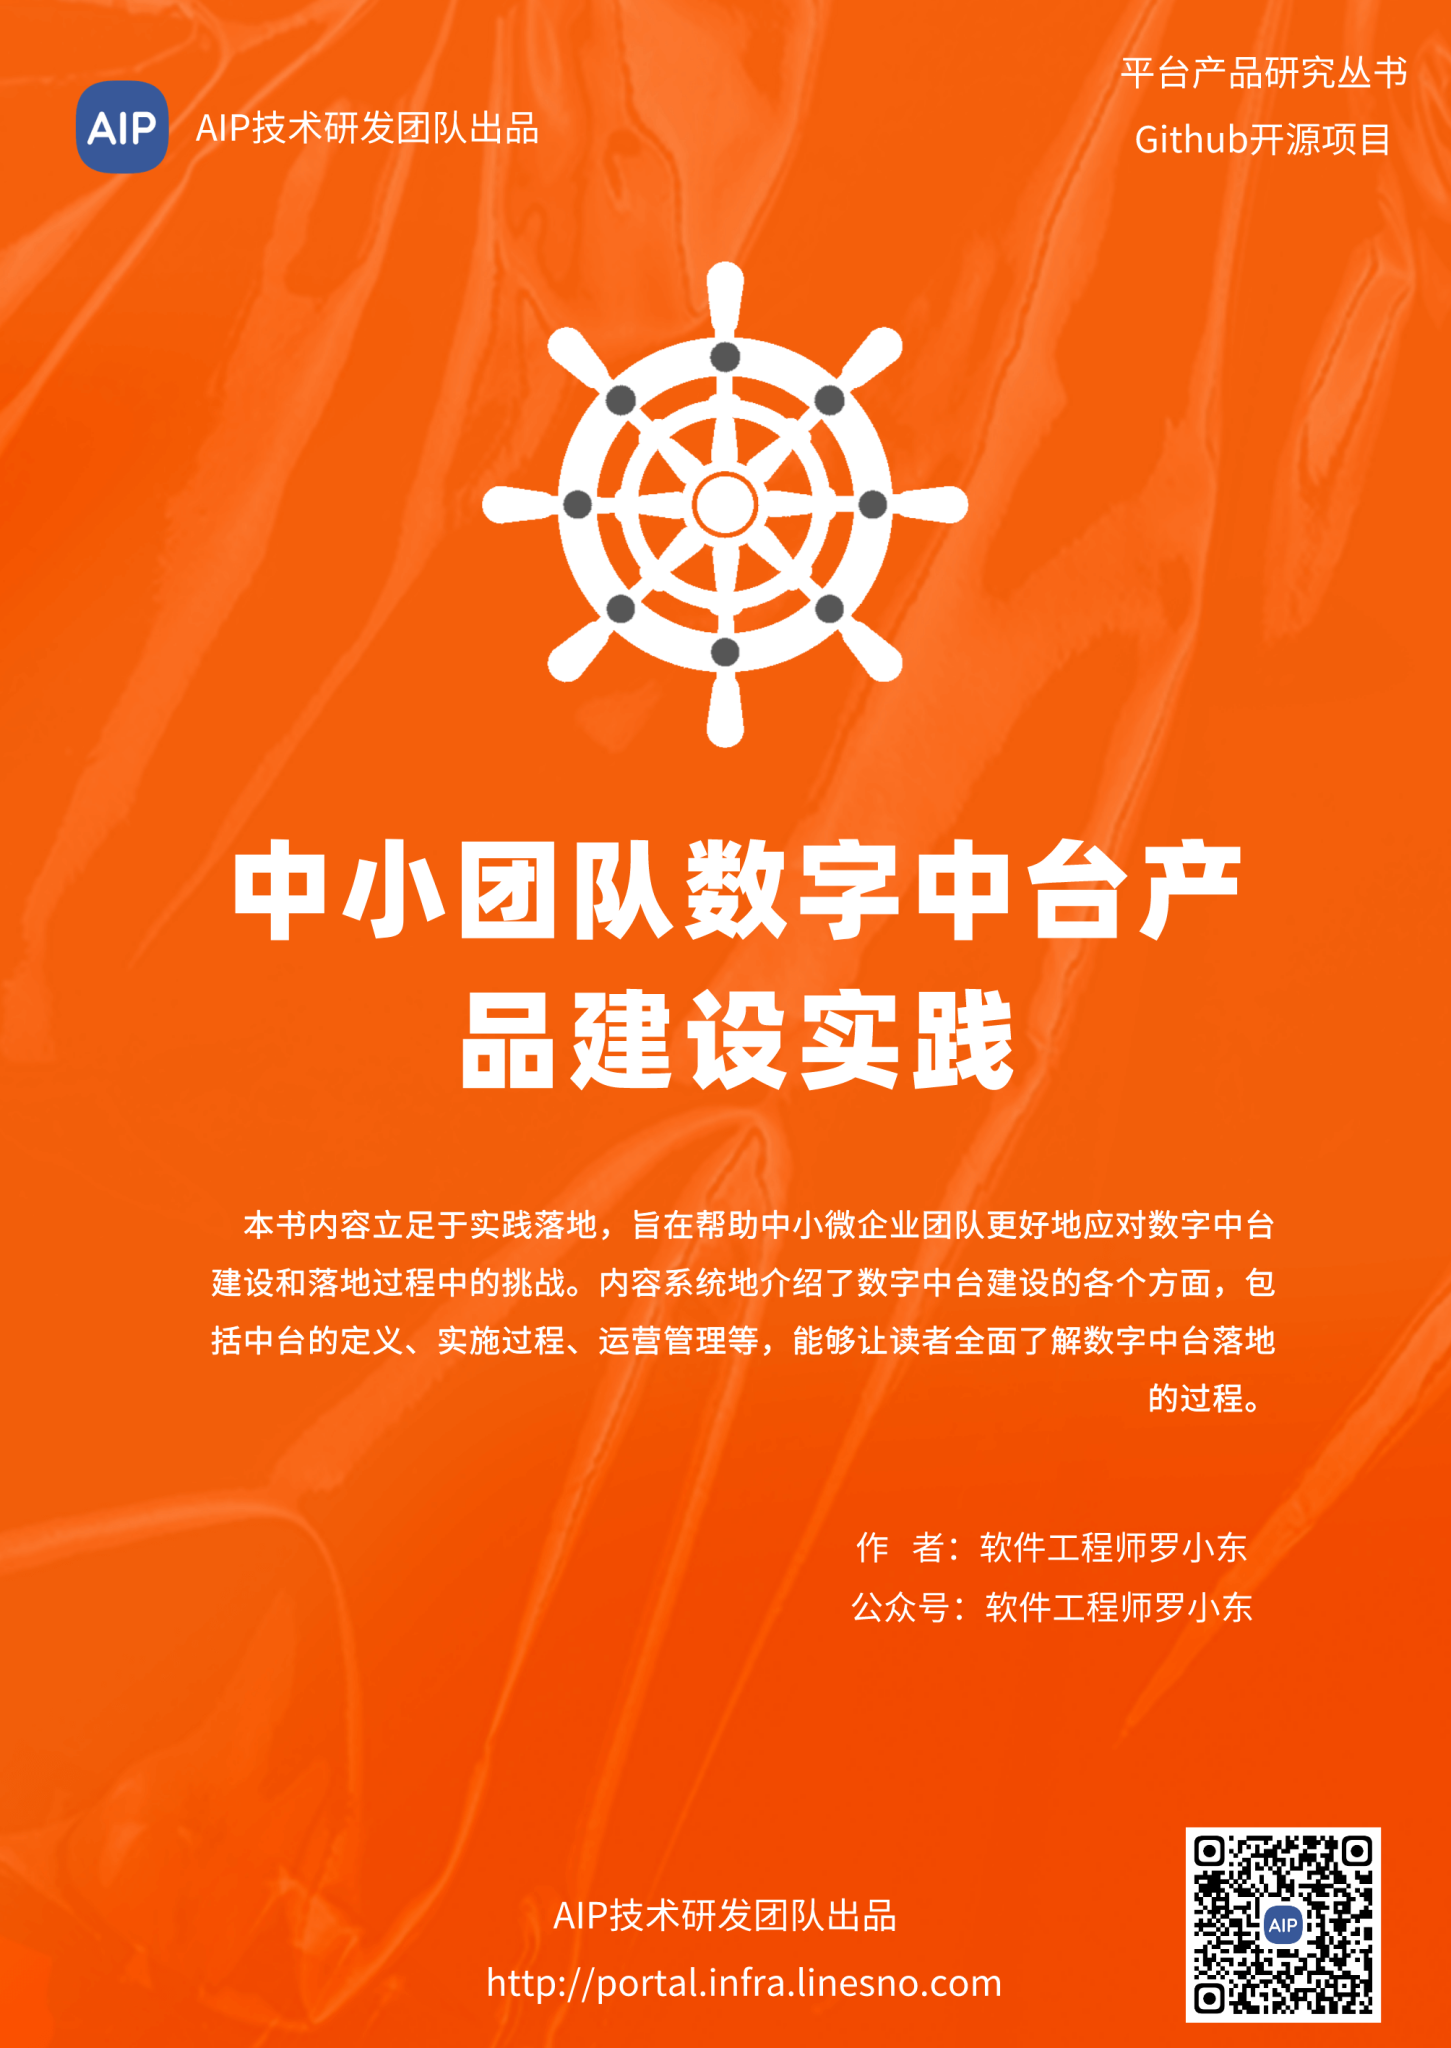 AIP
AIP技术研发团队出品
平台产品研究丛书
Github开源项目
中小团队数字中台产
品建设实践
本书内容立足于实践落地，旨在帮助中小微企业团队更好地应对数字中台
建设和落地过程中的挑战。内容系统地介绍了数字中台建设的各个方面，包
括中台的定义、实施过程、运营管理等，能够让读者全面了解数字中台落地
的过程。
作 者：软件工程师罗小东
公众号：软件工程师罗小东
AIP技术研发团队出品
http://portal.infra.linesno.com
AIP